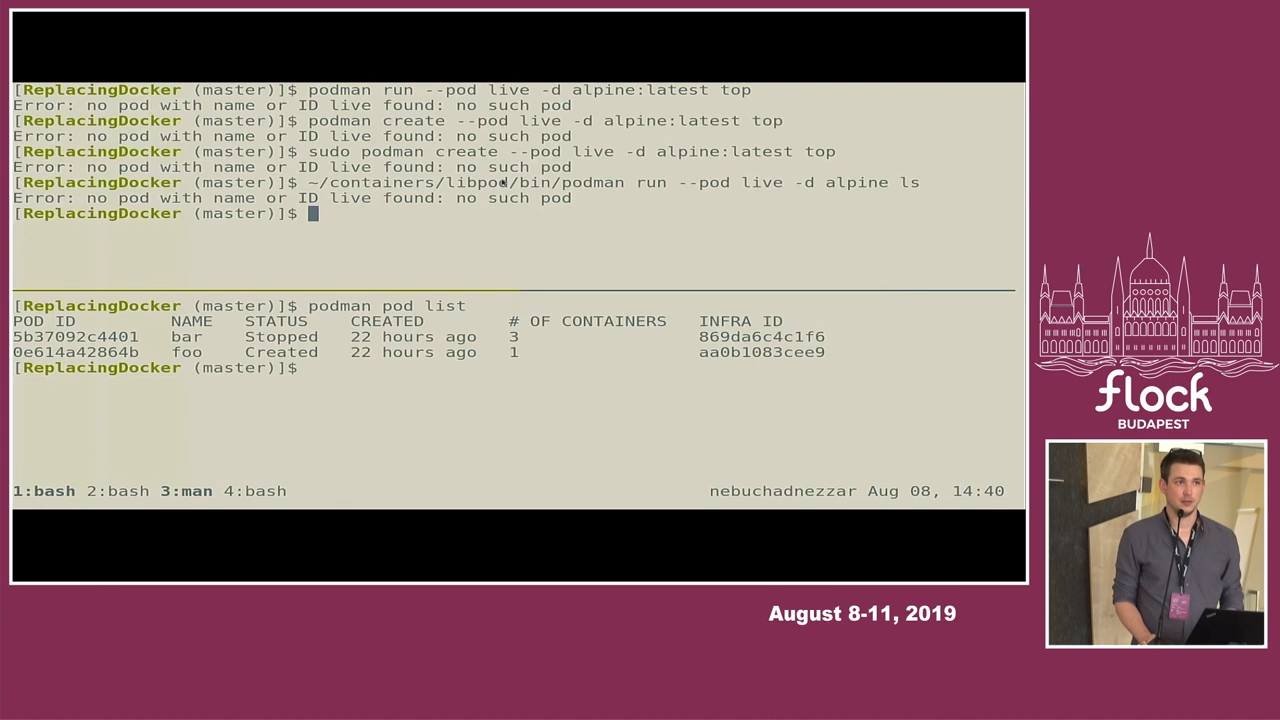 [ReplacingDocker (master)]$ podman run --pod live -d alpine:latest top
Error: no pod with name or ID live found: no such pod
[ReplacingDocker (master)]$ podman create --pod live -d alpine:latest top
Error: no pod with name or ID live found: no such pod
[ReplacingDocker (master)]$ sudo podman create --pod live -d alpine:latest top
Error: no pod with name or ID live found: no such pod
[ReplacingDocker (master)]$ ~/containers/libpod/bin/podman run --pod live -d alpine ls
Error: no pod with name or ID live found: no such pod
[ReplacingDocker (master)]$
[ReplacingDocker (master)]$ podman pod list
POD ID NAME STATUS CREATED # OF CONTAINERS INFRA ID
5b37092c4401 bar Stopped 22 hours ago 3 869da6c4c1f6
0e614a42864b foo Created 22 hours ago 1 aa0b1083cee9
[ReplacingDocker (master)]$
1:bash 2:bash 3:man 4:bash nebuchadnezzar Aug 08, 14:40
flock
BUDAPEST
August 8-11, 2019